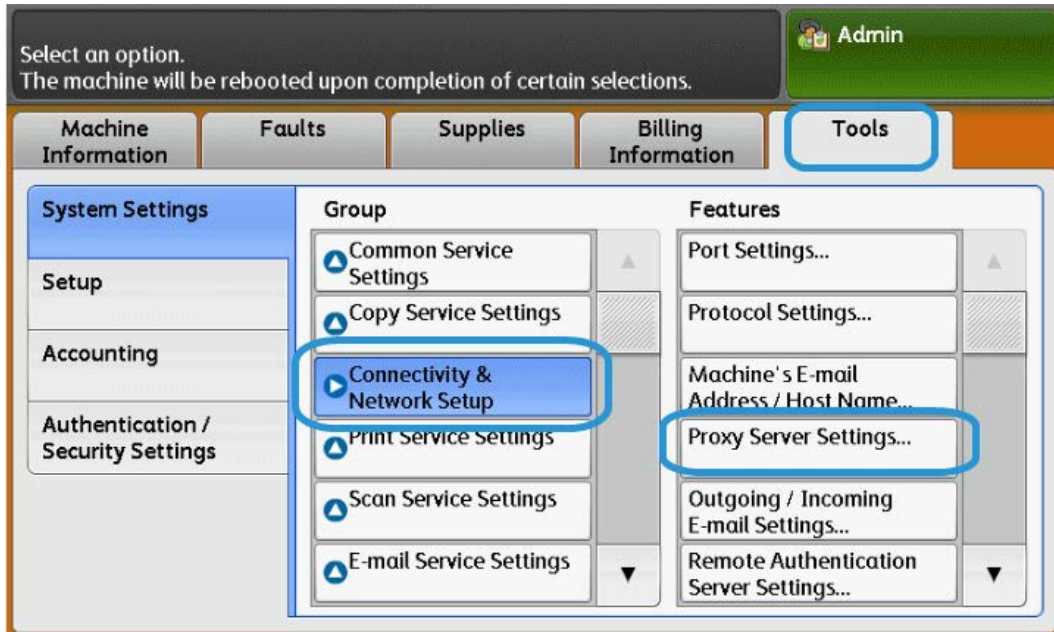 Select an option.
The machine will be rebooted upon completion of certain selections.
Admin
Machine
Information
Faults
Supplies
Billing
Information
Tools
System Settings
Setup
Accounting
Authentication /
Security Settings
Group
Common Service
Settings
Copy Service Settings
Connectivity &
Network Setup
Print Service Settings
Scan Service Settings
E-mail Service Settings
Features
Port Settings...
Protocol Settings...
Machine's E-mail
Address / Host Name...
Proxy Server Settings...
Outgoing / Incoming
E-mail Settings...
Remote Authentication
Server Settings...